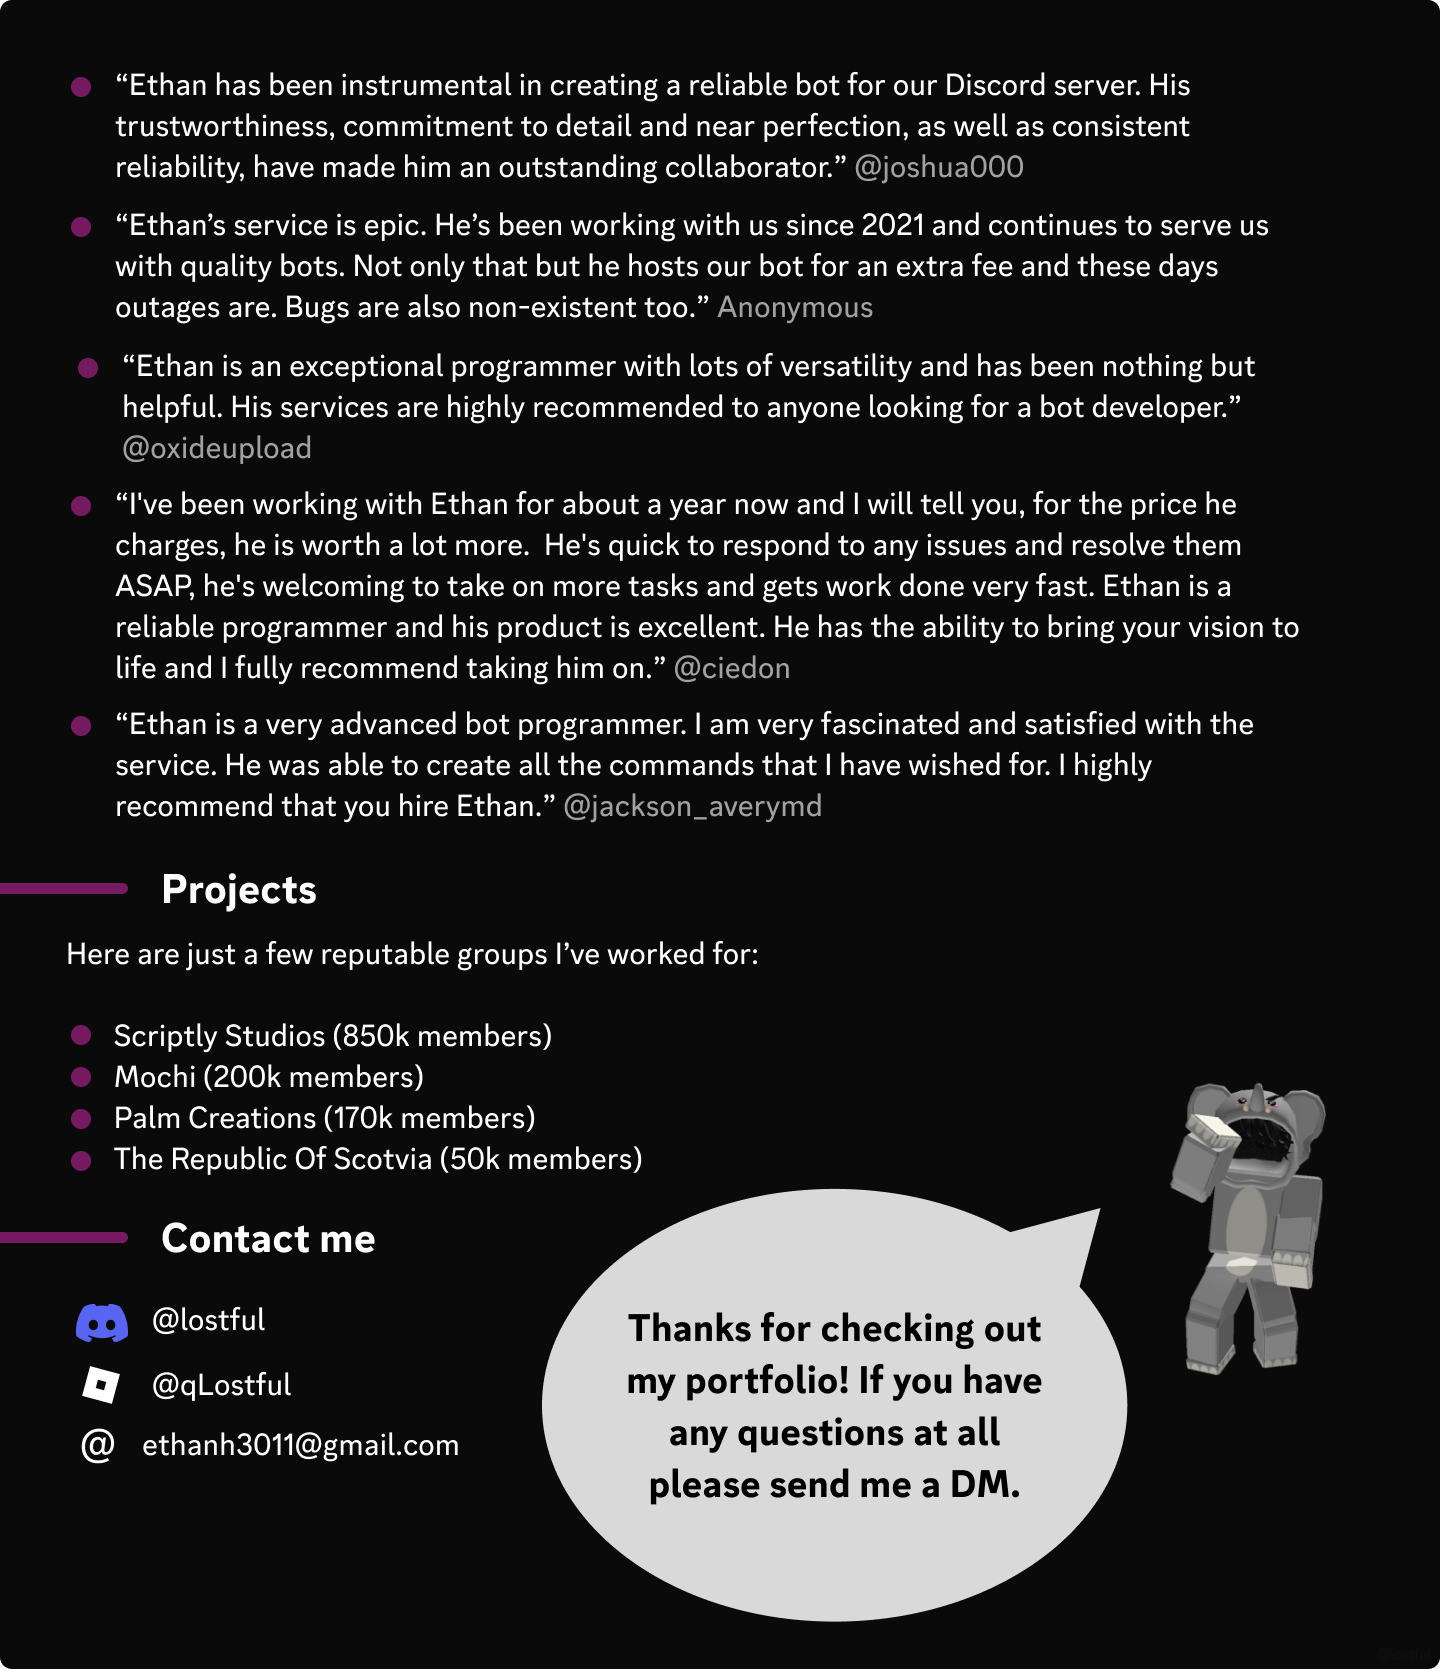 “Ethan has been instrumental in creating a reliable bot for our Discord server. His
trustworthiness, commitment to detail and near perfection, as well as consistent
reliability, have made him an outstanding collaborator.” @joshua000
“Ethan’s service is epic. He’s been working with us since 2021 and continues to serve us
with quality bots. Not only that but he hosts our bot for an extra fee and these days
outages are. Bugs are also non-existent too.” Anonymous
“Ethan is an exceptional programmer with lots of versatility and has been nothing but
helpful. His services are highly recommended to anyone looking for a bot developer.”
@oxideupload
“I've been working with Ethan for about a year now and I will tell you, for the price he
charges, he is worth a lot more.  He's quick to respond to any issues and resolve them
ASAP, he's welcoming to take on more tasks and gets work done very fast. Ethan is a
reliable programmer and his product is excellent. He has the ability to bring your vision to
life and I fully recommend taking him on.” @ciedon
“Ethan is a very advanced bot programmer. I am very fascinated and satisfied with the
service. He was able to create all the commands that I have wished for. I highly
recommend that you hire Ethan.” @jackson_averymd
Projects
Here are just a few reputable groups I’ve worked for:
Scriptly Studios (850k members)
Mochi (200k members)
Palm Creations (170k members)
The Republic Of Scotvia (50k members)
Contact me
@lostful
@qLostful
@ ethanh3011@gmail.com
Thanks for checking out
my portfolio! If you have
any questions at all
please send me a DM.